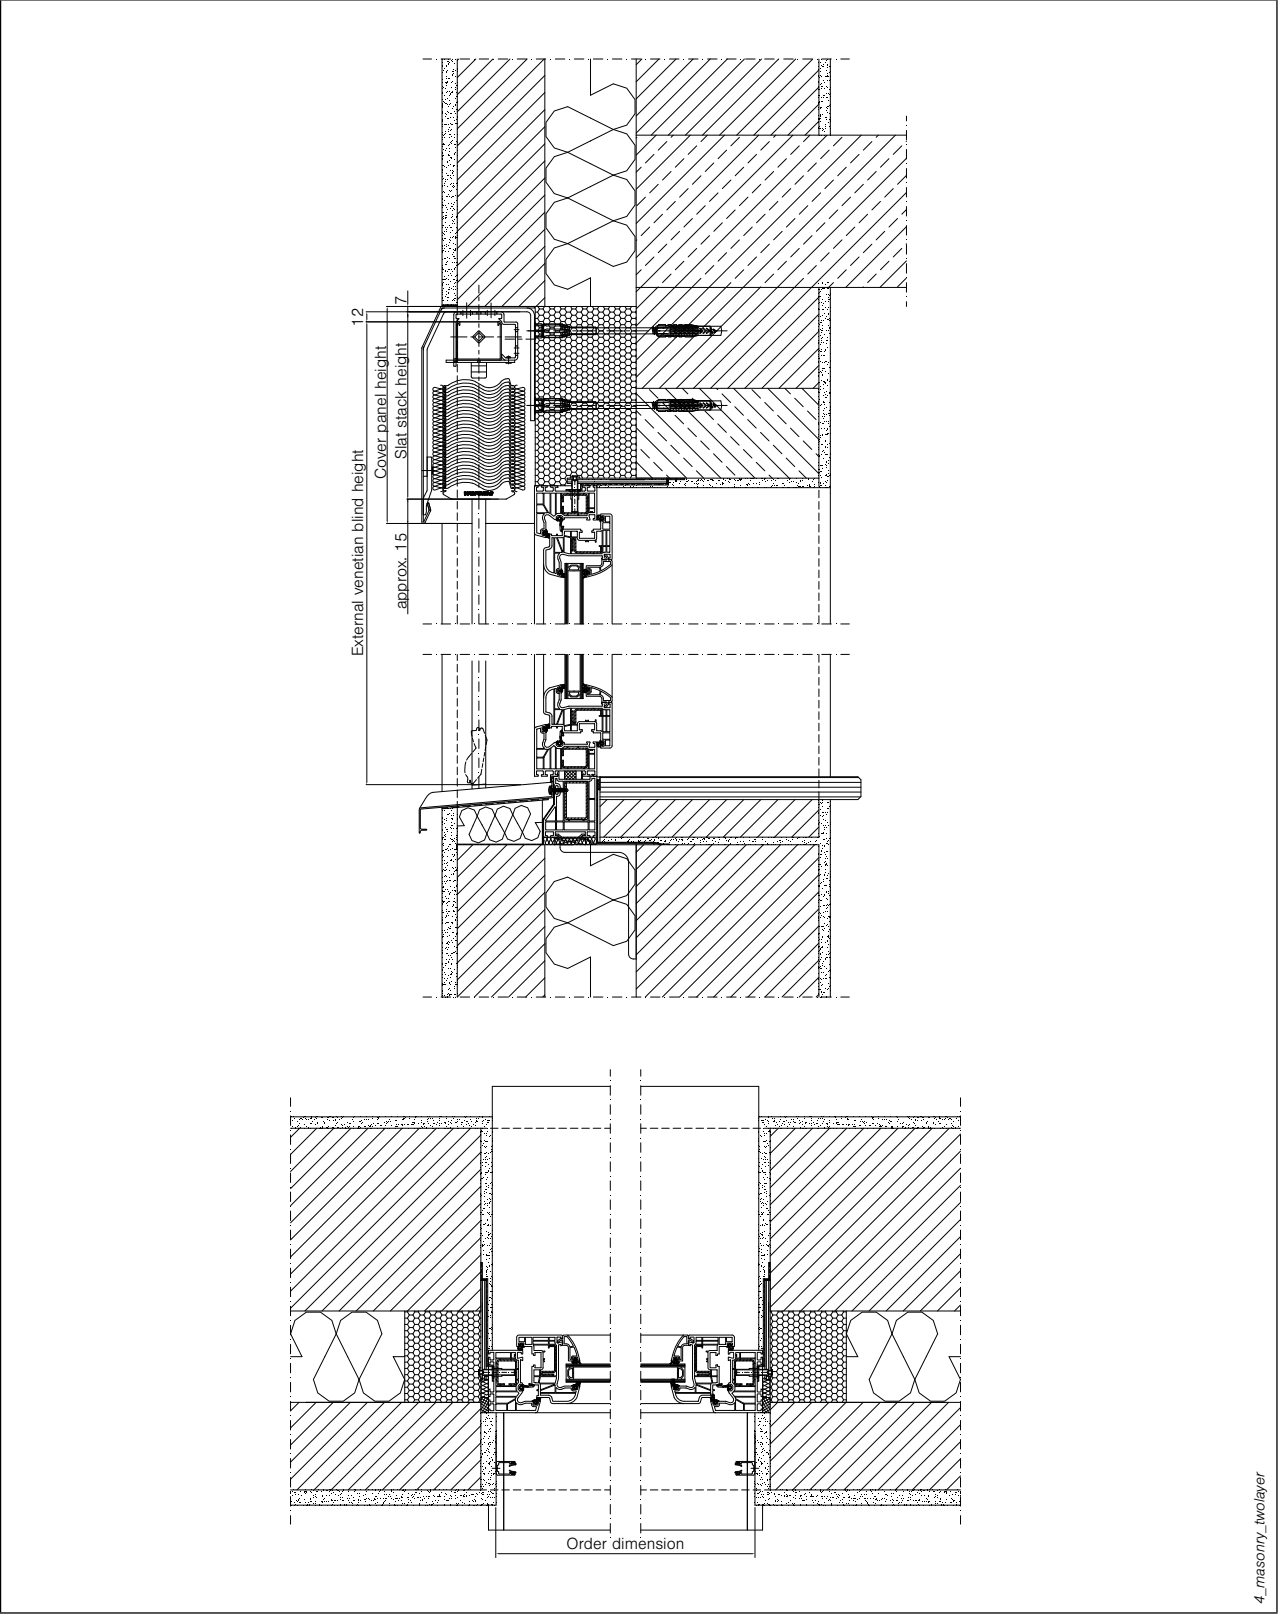 12
7
External venetian blind height
Cover panel height
Slat stack height
approx. 15
Order dimension
4_masonry_twolayer